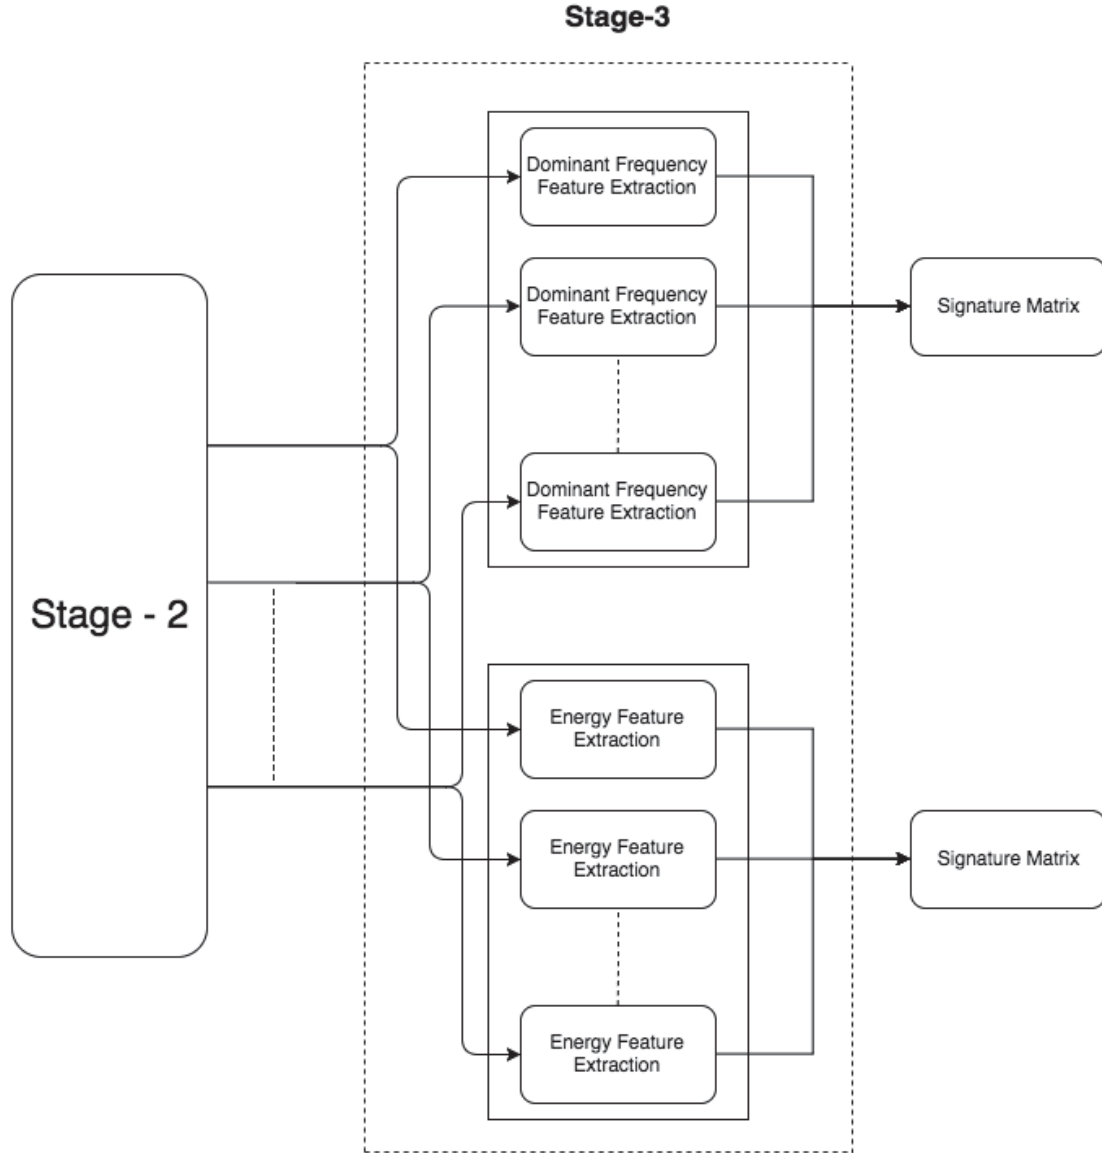 Stage-3
Dominant Frequency
Feature Extraction
Dominant Frequency
Feature Extraction
Signature Matrix
Dominant Frequency
Feature Extraction
Stage - 2
Energy Feature
Extraction
Energy Feature
Extraction
Signature Matrix
Energy Feature
Extraction